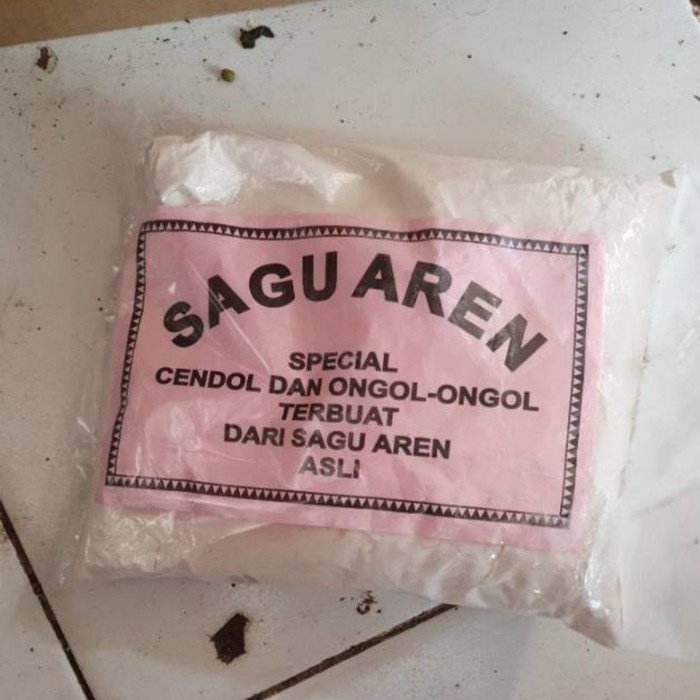 SAGU AREN
SPECIAL
CENDOL DAN ONGOL-ONGOL
TERBUAT
DARI SAGU AREN
ASLI